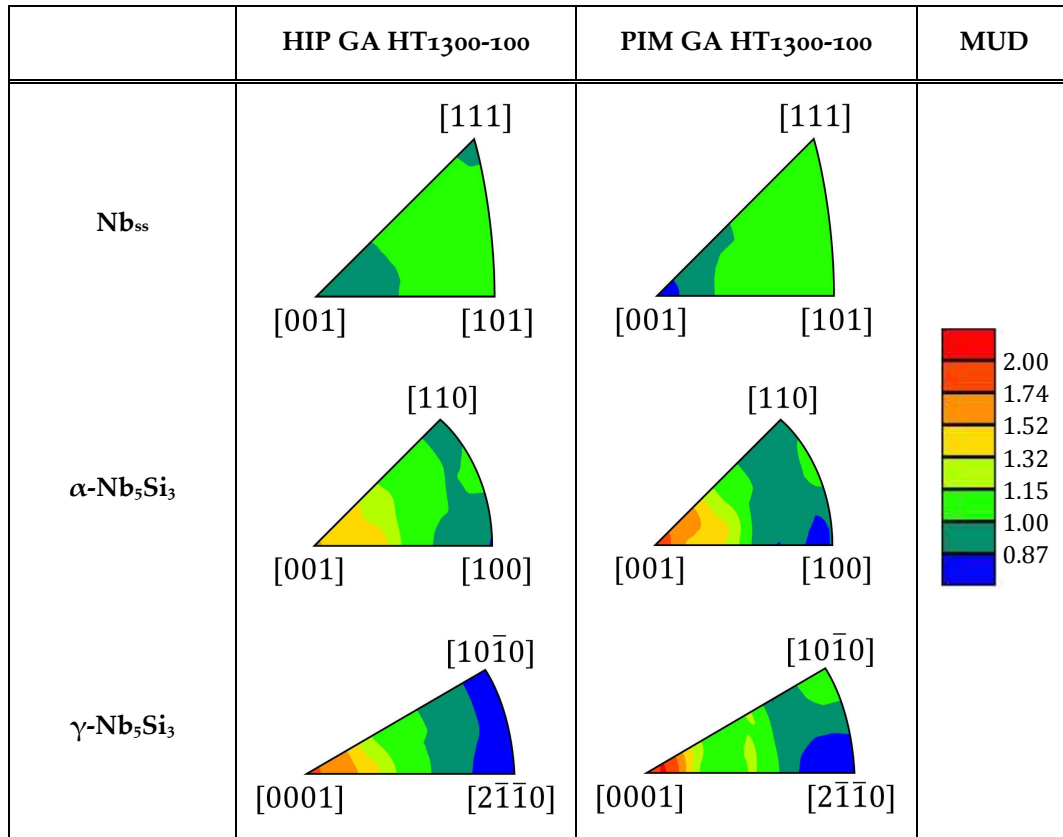 HIP GA HT1300-100 PIM GA HT1300-100 MUD
[111] [111]
Nbss
[001] [101] [001] [101]
2.00
1.74
[110] [110]
1.52
1.32
α-Nb₅Si₃
1.15
1.00
[001] [100] [001] [100]
0.87
[101̄0] [101̄0]
γ-Nb₅Si₃
[0001] [21̄1̄0] [0001] [21̄1̄0]